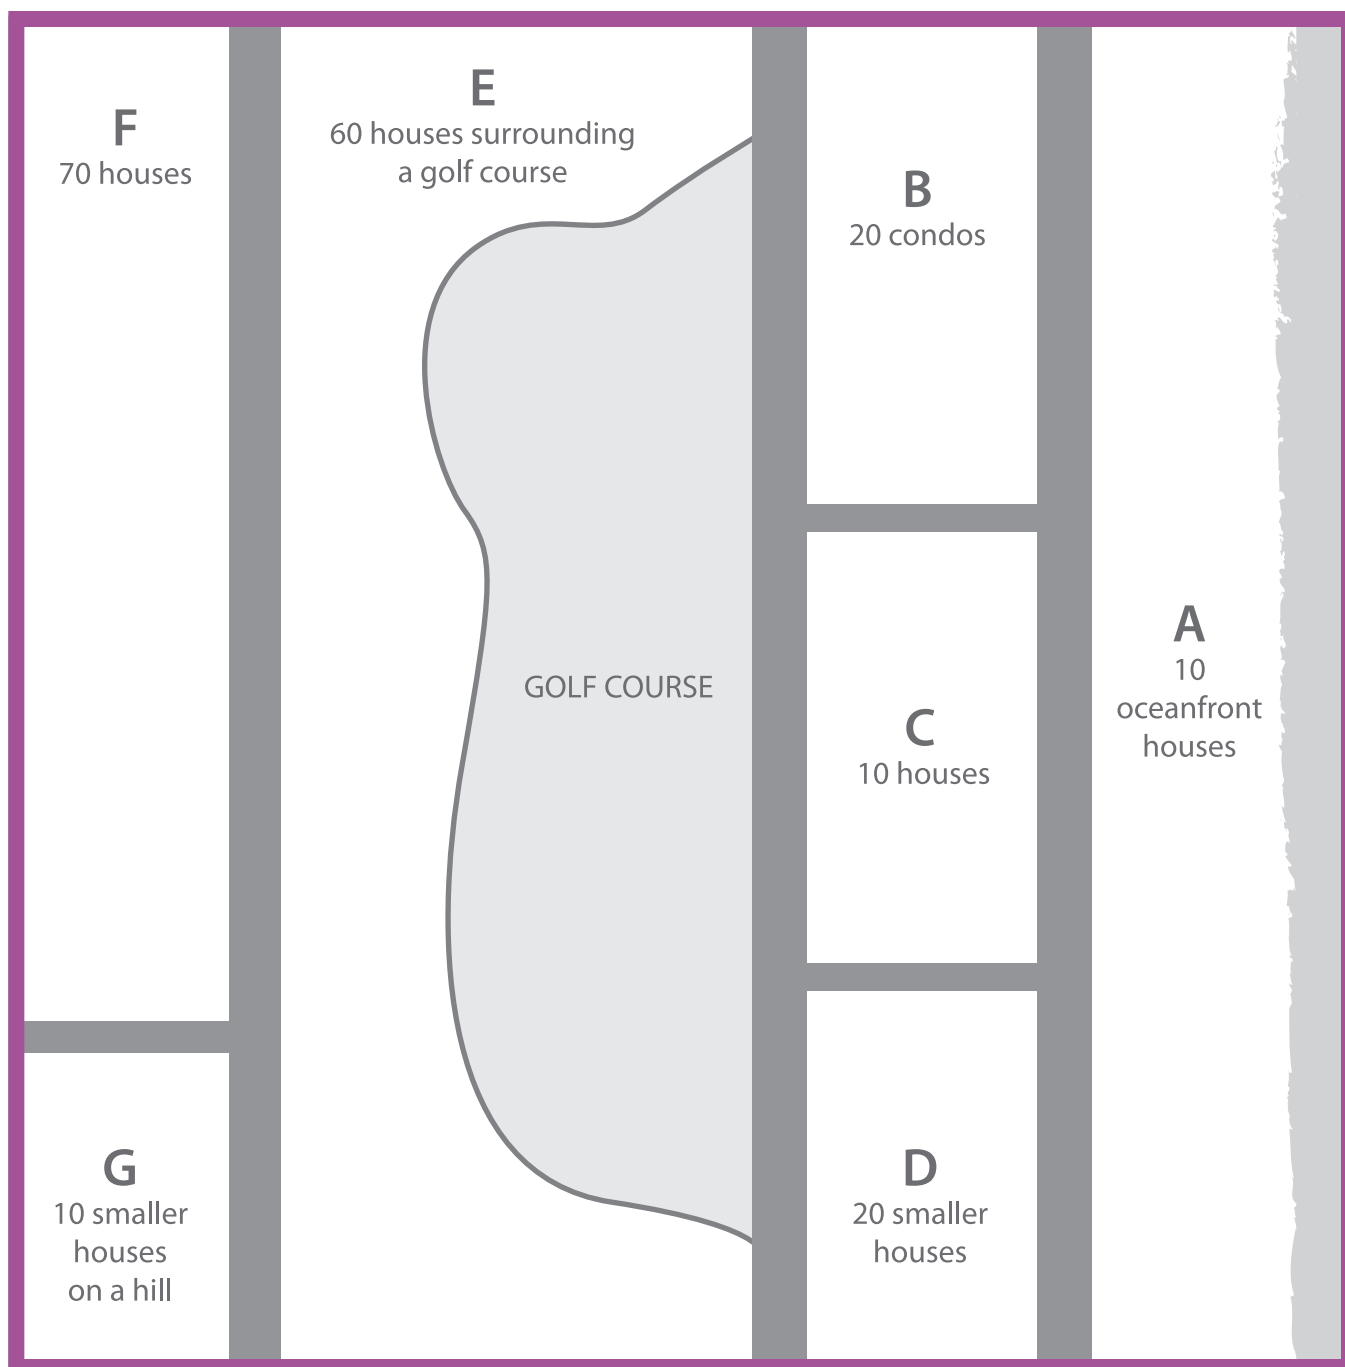 F
70 houses
E
60 houses surrounding
a golf course
B
20 condos
GOLF COURSE
C
10 houses
A
10
oceanfront
houses
G
10 smaller
houses
on a hill
D
20 smaller
houses